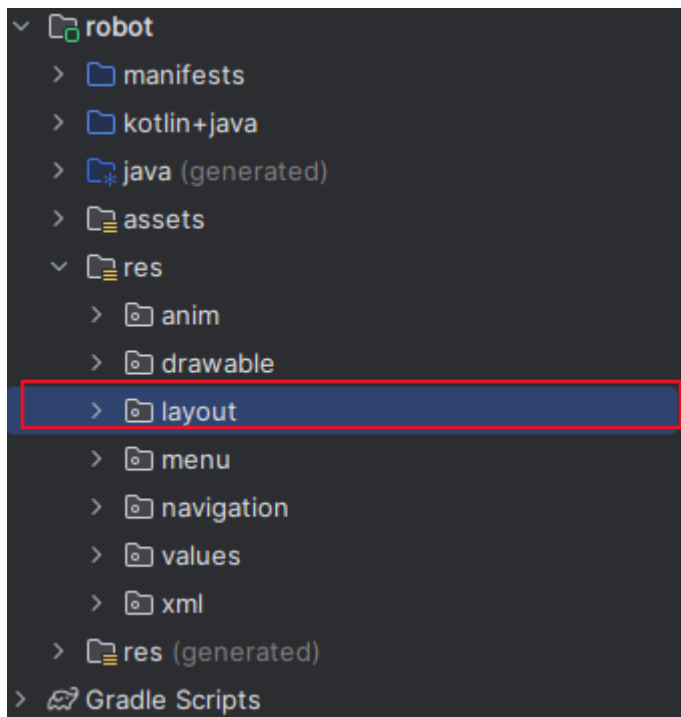 robot
manifests
kotlin+java
java (generated)
assets
res
anim
drawable
layout
menu
navigation
values
xml
res (generated)
Gradle Scripts